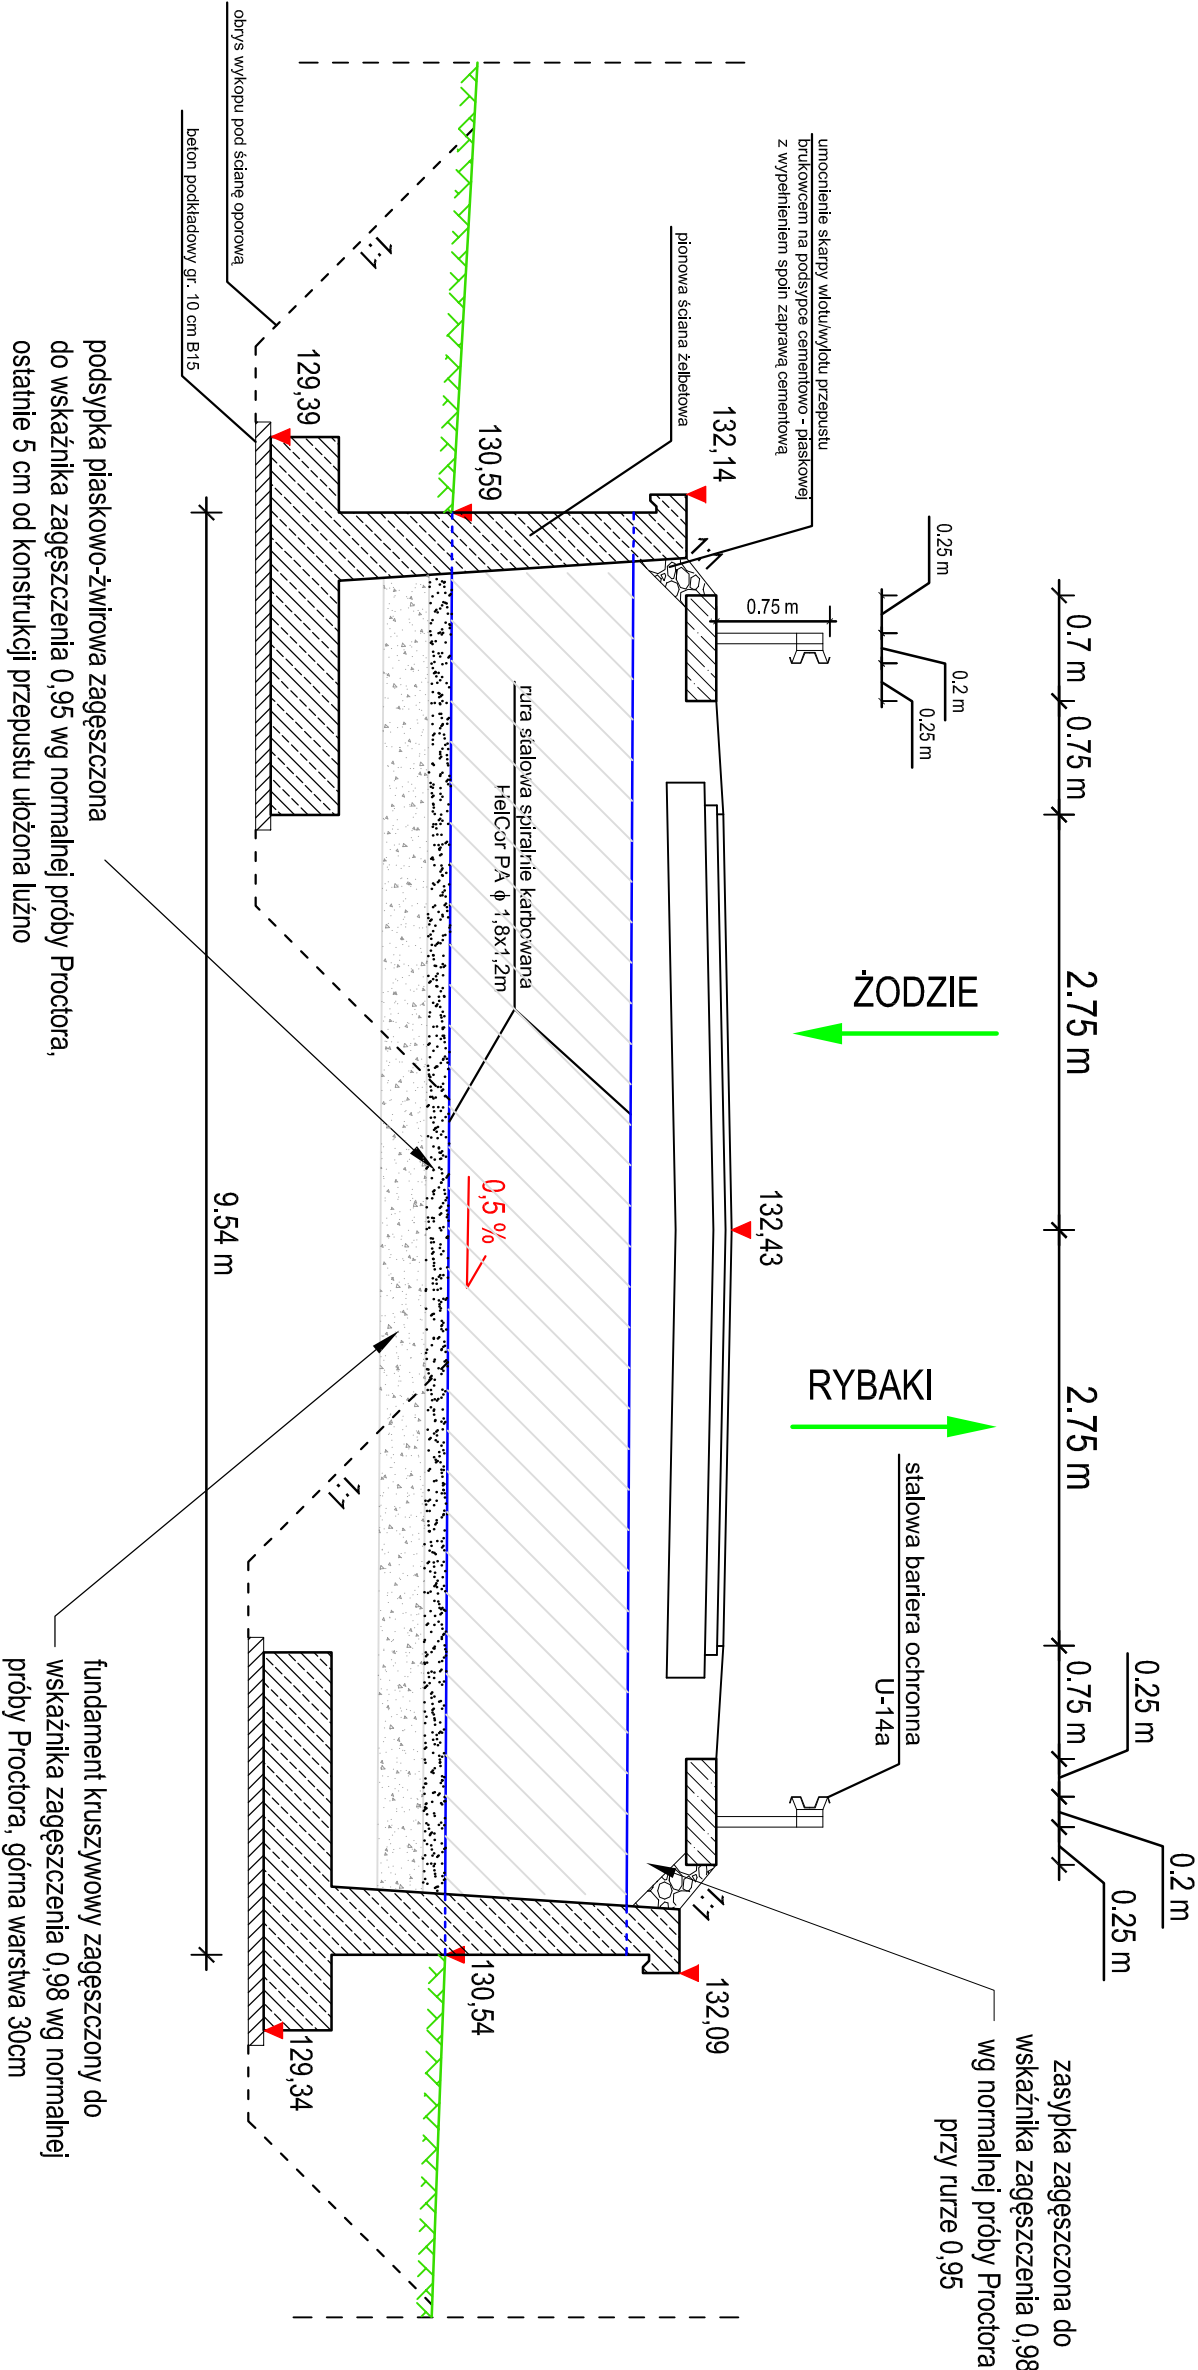 0.25 m
0.2 m
0.25 m
0.7 m
0.75 m
2.75 m
2.75 m
0.75 m
0.25 m
0.2 m
0.25 m
umocnienie skarpy wlotu/wylotu przepustu
brukowcem na podsypce cementowo - piaskowej
z wypełnieniem spoin zaprawą cementową
pionowa ściana żelbetowa
0.75 m
ŻODZIE
RYBAKI
stalowa bariera ochronna
U-14a
zasypka zagęszczona do
wskaźnika zagęszczenia 0,98
wg normalnej próby Proctora
przy rurze 0,95
132,14
1:1
132,43
1:1
132,09
130,59
rura stalowa spiralnie karbowana
HelCor PA ϕ 1,8x1,2m
0,5 %
130,54
1:1
1:1
129,39
129,34
obrys wykopu pod ścianę oporową
beton podkładowy gr. 10 cm B15
9.54 m
podsypka piaskowo-żwirowa zagęszczona
do wskaźnika zagęszczenia 0,95 wg normalnej próby Proctora,
ostatnie 5 cm od konstrukcji przepustu ułożona luźno
fundament kruszywowy zagęszczony do
wskaźnika zagęszczenia 0,98 wg normalnej
próby Proctora, górna warstwa 30cm